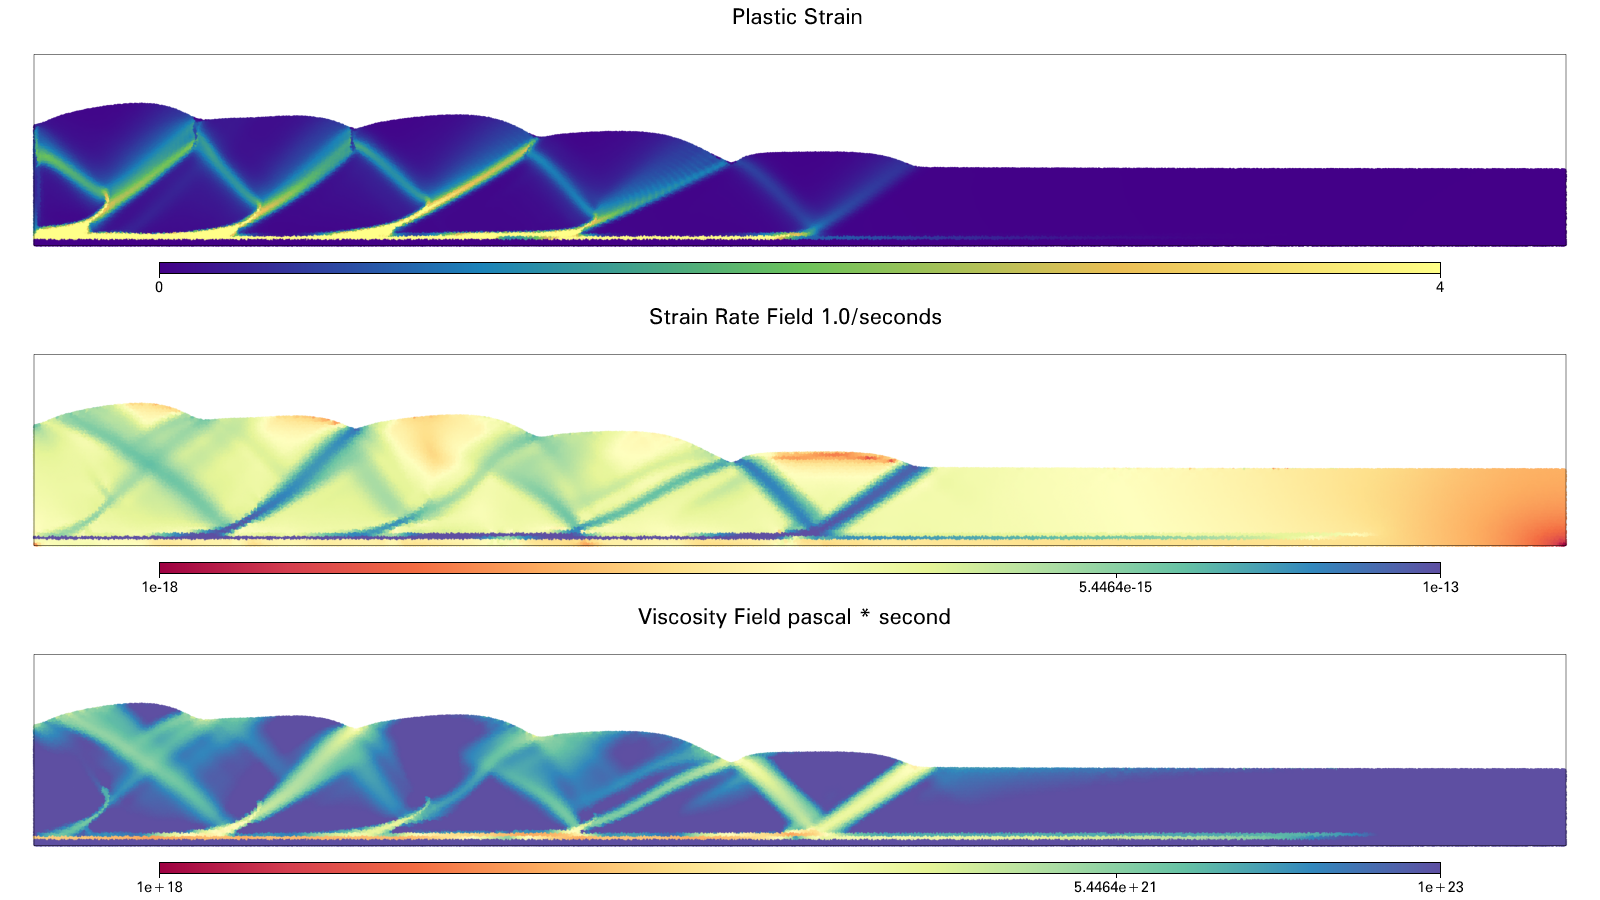 Plastic Strain
0 4
Strain Rate Field 1.0/seconds
1e-18 5.4464e-15 1e-13
Viscosity Field pascal * second
1e+18 5.4464e+21 1e+23